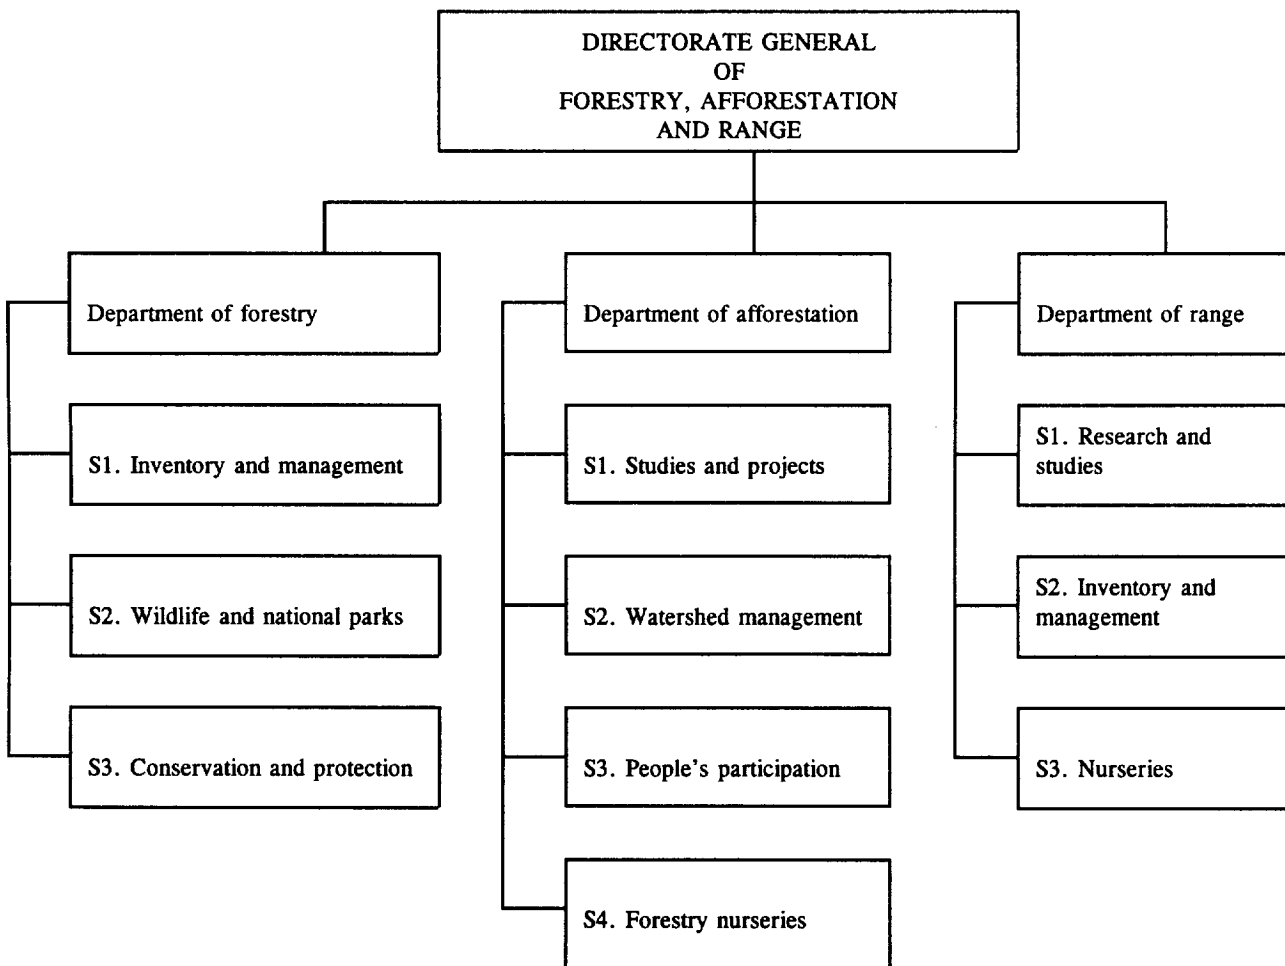 DIRECTORATE GENERAL
OF
FORESTRY, AFFORESTATION
AND RANGE
Department of forestry
S1. Inventory and management
S2. Wildlife and national parks
S3. Conservation and protection
Department of afforestation
S1. Studies and projects
S2. Watershed management
S3. People's participation
S4. Forestry nurseries
Department of range
S1. Research and
studies
S2. Inventory and
management
S3. Nurseries